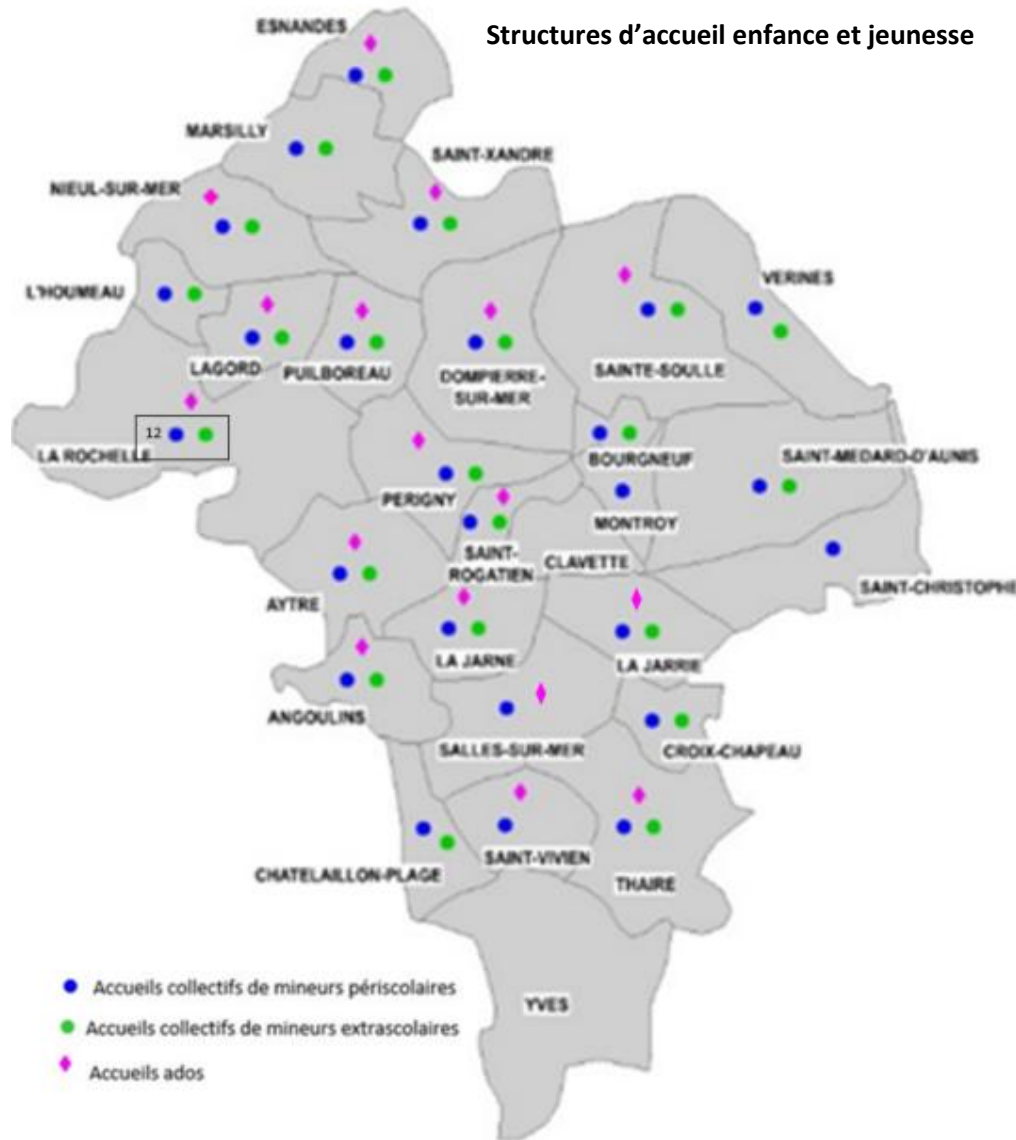 Structures d'accueil enfance et jeunesse
ESNANDES
MARSILLY
SAINT-XANDRE
NIEUL-SUR-MER
L'HOUMEAU
VERINES
LAGORD
PUILBOREAU
DOMPIERRE-
SUR-MER
SAINTE-SOULLE
12
LA ROCHELLE
BOURGNEUF
SAINT-MEDARD-D'AUNIS
PERIGNY
MONTROY
SAINT-
ROGATIEN
CLAVETTE
SAINT-CHRISTOPHE
AYTRE
LA JARNE
LA JARRIE
ANGOULINS
SALLES-SUR-MER
CROIX-CHAPEAU
SAINT-VIVIEN
CHATELAILLON-PLAGE
THAIRE
YVES
Accueils collectifs de mineurs périscolaires
Accueils collectifs de mineurs extrascolaires
Accueils ados